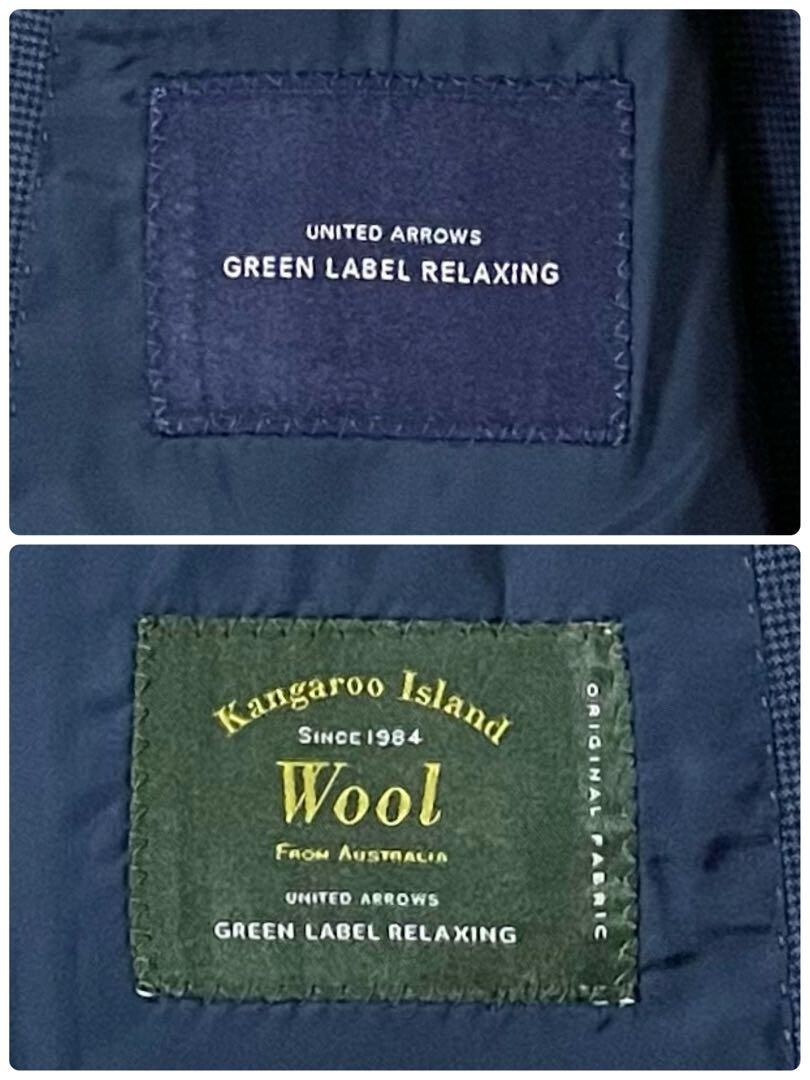 UNITED ARROWS
GREEN LABEL RELAXING
Kangaroo Island
SINCE 1984
Wool
FROM AUSTRALIA
UNITED ARROWS
GREEN LABEL RELAXING
ORIGINAL FABRIC